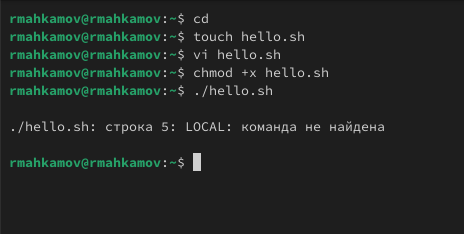 rmahkamov@rmahkamov:~$ cd
rmahkamov@rmahkamov:~$ touch hello.sh
rmahkamov@rmahkamov:~$ vi hello.sh
rmahkamov@rmahkamov:~$ chmod +x hello.sh
rmahkamov@rmahkamov:~$ ./hello.sh
./hello.sh: строка 5: LOCAL: команда не найдена
rmahkamov@rmahkamov:~$